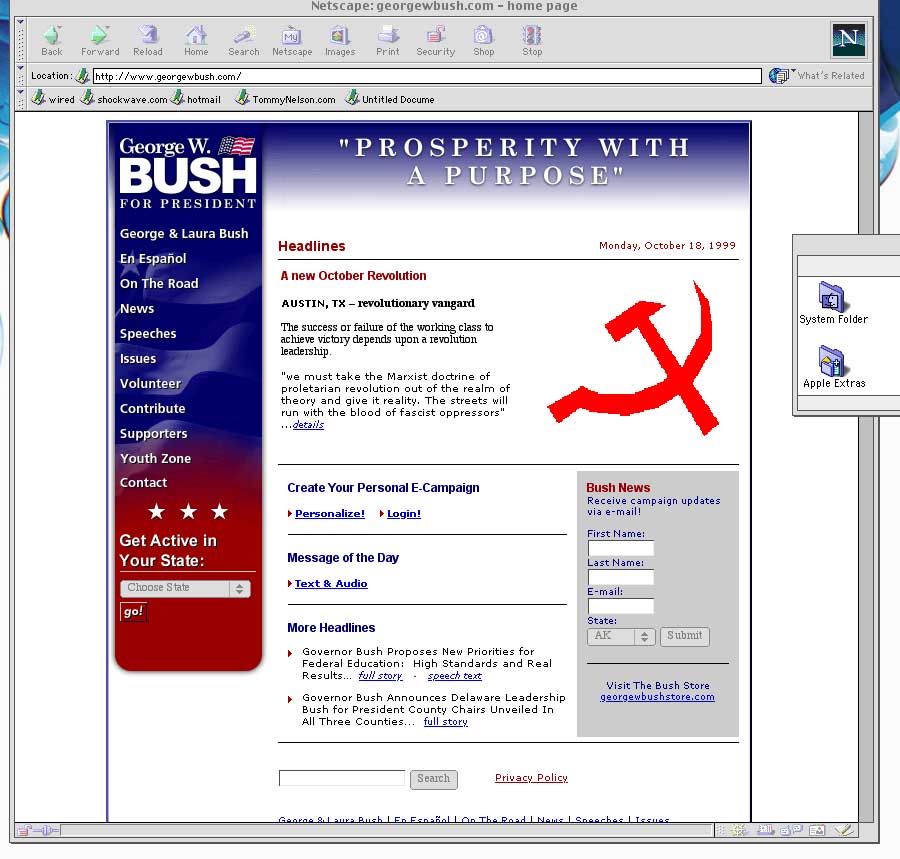 Netscape: georgewbush.com – home page
Back Forward Reload Home Search Netscape Images Print Security Shop Stop
My
N
Location: http://www.georgewbush.com/ What's Related
wired shockwave.com hotmail TommyNelson.com Untitled Docume
George W.
BUSH
FOR PRESIDENT
George & Laura Bush
En Español
On The Road
News
Speeches
Issues
Volunteer
Contribute
Supporters
Youth Zone
Contact
Get Active in
Your State:
Choose State
go!
"PROSPERITY WITH
A PURPOSE"
Headlines Monday, October 18, 1999
A new October Revolution
AUSTIN, TX – revolutionary vangard
The success or failure of the working class to
achieve victory depends upon a revolution
leadership.
"we must take the Marxist doctrine of
proletarian revolution out of the realm of
theory and give it reality. The streets will
run with the blood of fascist oppressors"
...details
Create Your Personal E-Campaign
Personalize! Login!
Message of the Day
Text & Audio
More Headlines
Governor Bush Proposes New Priorities for
Federal Education: High Standards and Real
Results... full story - speech text
Governor Bush Announces Delaware Leadership
Bush for President County Chairs Unveiled In
All Three Counties... full story
Bush News
Receive campaign updates
via e-mail!
First Name:
Last Name:
E-mail:
State:
AK Submit
Visit The Bush Store
georgewbushstore.com
Search Privacy Policy
George & Laura Bush | En Español | On The Road | News | Speeches | Issues
System Folder
Apple Extras